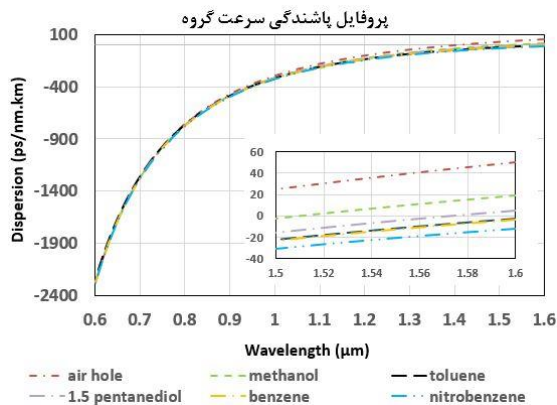 پروفایل پاشندگی سرعت گروه
100
-400
-900
-1400
-1900
-2400
Dispersion (ps/nm.km)
60
40
20
0
-20
-40
1.5 1.52 1.54 1.56 1.58 1.6
0.6 0.7 0.8 0.9 1 1.1 1.2 1.3 1.4 1.5 1.6
Wavelength (µm)
air hole methanol toluene
1.5 pentanediol benzene nitrobenzene